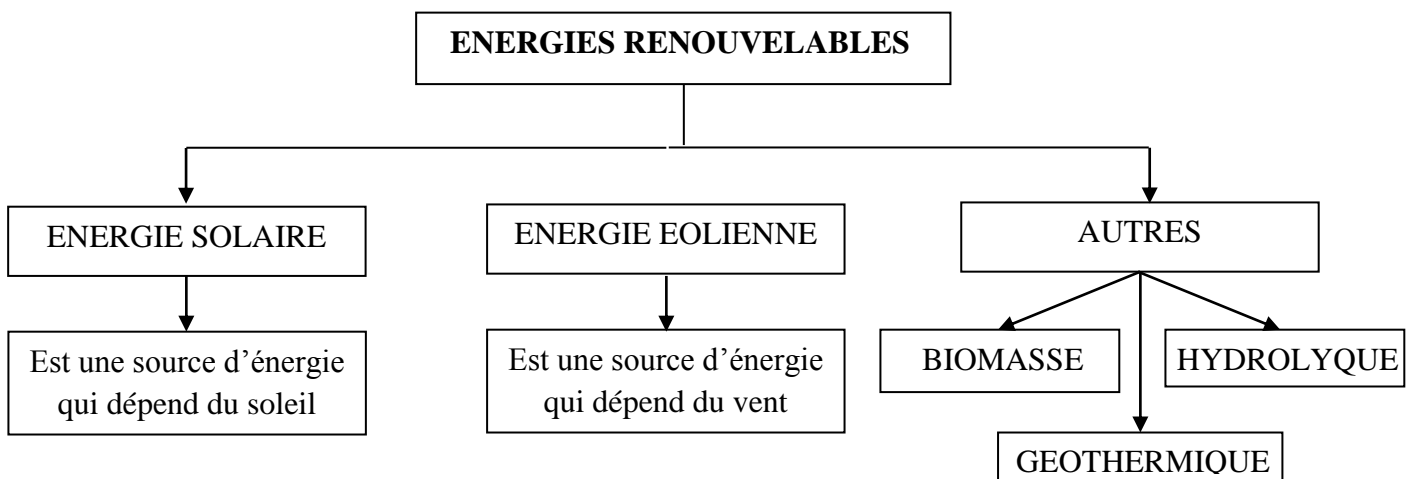 ENERGIES RENOUVELABLES
ENERGIE SOLAIRE
ENERGIE EOLIENNE
AUTRES
Est une source d’énergie
qui dépend du soleil
Est une source d’énergie
qui dépend du vent
BIOMASSE
HYDROLYQUE
GEOTHERMIQUE